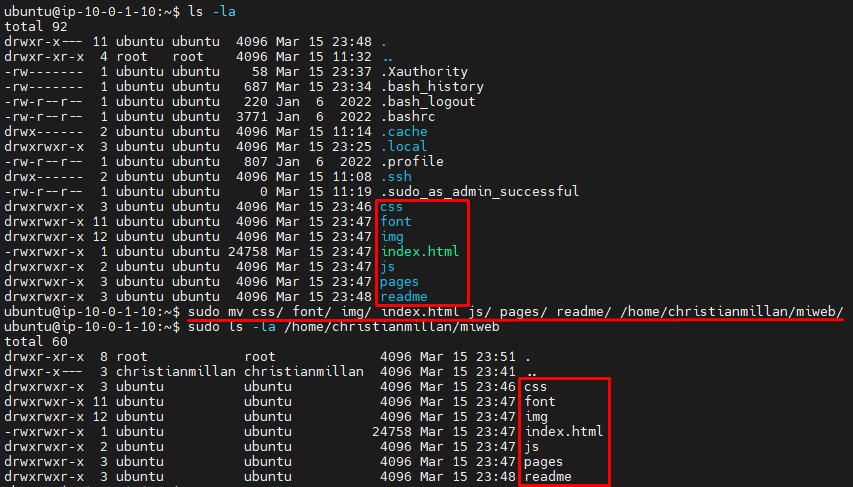 ubuntu@ip-10-0-1-10:~$ ls -la
total 92
drwxr-x--- 11 ubuntu ubuntu  4096 Mar 15 23:48 .
drwxr-xr-x  4 root   root    4096 Mar 15 11:32 ..
-rw-------  1 ubuntu ubuntu    58 Mar 15 23:37 .Xauthority
-rw-------  1 ubuntu ubuntu   687 Mar 15 23:34 .bash_history
-rw-r--r--  1 ubuntu ubuntu   220 Jan  6  2022 .bash_logout
-rw-r--r--  1 ubuntu ubuntu  3771 Jan  6  2022 .bashrc
drwx------  2 ubuntu ubuntu  4096 Mar 15 11:14 .cache
drwxrwxr-x  3 ubuntu ubuntu  4096 Mar 15 23:25 .local
-rw-r--r--  1 ubuntu ubuntu   807 Jan  6  2022 .profile
drwx------  2 ubuntu ubuntu  4096 Mar 15 11:08 .ssh
-rw-r--r--  1 ubuntu ubuntu     0 Mar 15 11:19 .sudo_as_admin_successful
drwxrwxr-x  3 ubuntu ubuntu  4096 Mar 15 23:46 css
drwxrwxr-x 11 ubuntu ubuntu  4096 Mar 15 23:47 font
drwxrwxr-x 12 ubuntu ubuntu  4096 Mar 15 23:47 img
-rwxrwxr-x  1 ubuntu ubuntu 24758 Mar 15 23:47 index.html
drwxrwxr-x  2 ubuntu ubuntu  4096 Mar 15 23:47 js
drwxrwxr-x  3 ubuntu ubuntu  4096 Mar 15 23:47 pages
drwxrwxr-x  3 ubuntu ubuntu  4096 Mar 15 23:48 readme
ubuntu@ip-10-0-1-10:~$ sudo mv css/ font/ img/ index.html js/ pages/ readme/ /home/christianmillan/miweb/
ubuntu@ip-10-0-1-10:~$ sudo ls -la /home/christianmillan/miweb
total 60
drwxr-xr-x  8 root            root             4096 Mar 15 23:51 .
drwxr-x---  3 christianmillan christianmillan  4096 Mar 15 23:41 ..
drwxrwxr-x  3 ubuntu          ubuntu           4096 Mar 15 23:46 css
drwxrwxr-x 11 ubuntu          ubuntu           4096 Mar 15 23:47 font
drwxrwxr-x 12 ubuntu          ubuntu           4096 Mar 15 23:47 img
-rwxrwxr-x  1 ubuntu          ubuntu          24758 Mar 15 23:47 index.html
drwxrwxr-x  2 ubuntu          ubuntu           4096 Mar 15 23:47 js
drwxrwxr-x  3 ubuntu          ubuntu           4096 Mar 15 23:47 pages
drwxrwxr-x  3 ubuntu          ubuntu           4096 Mar 15 23:48 readme